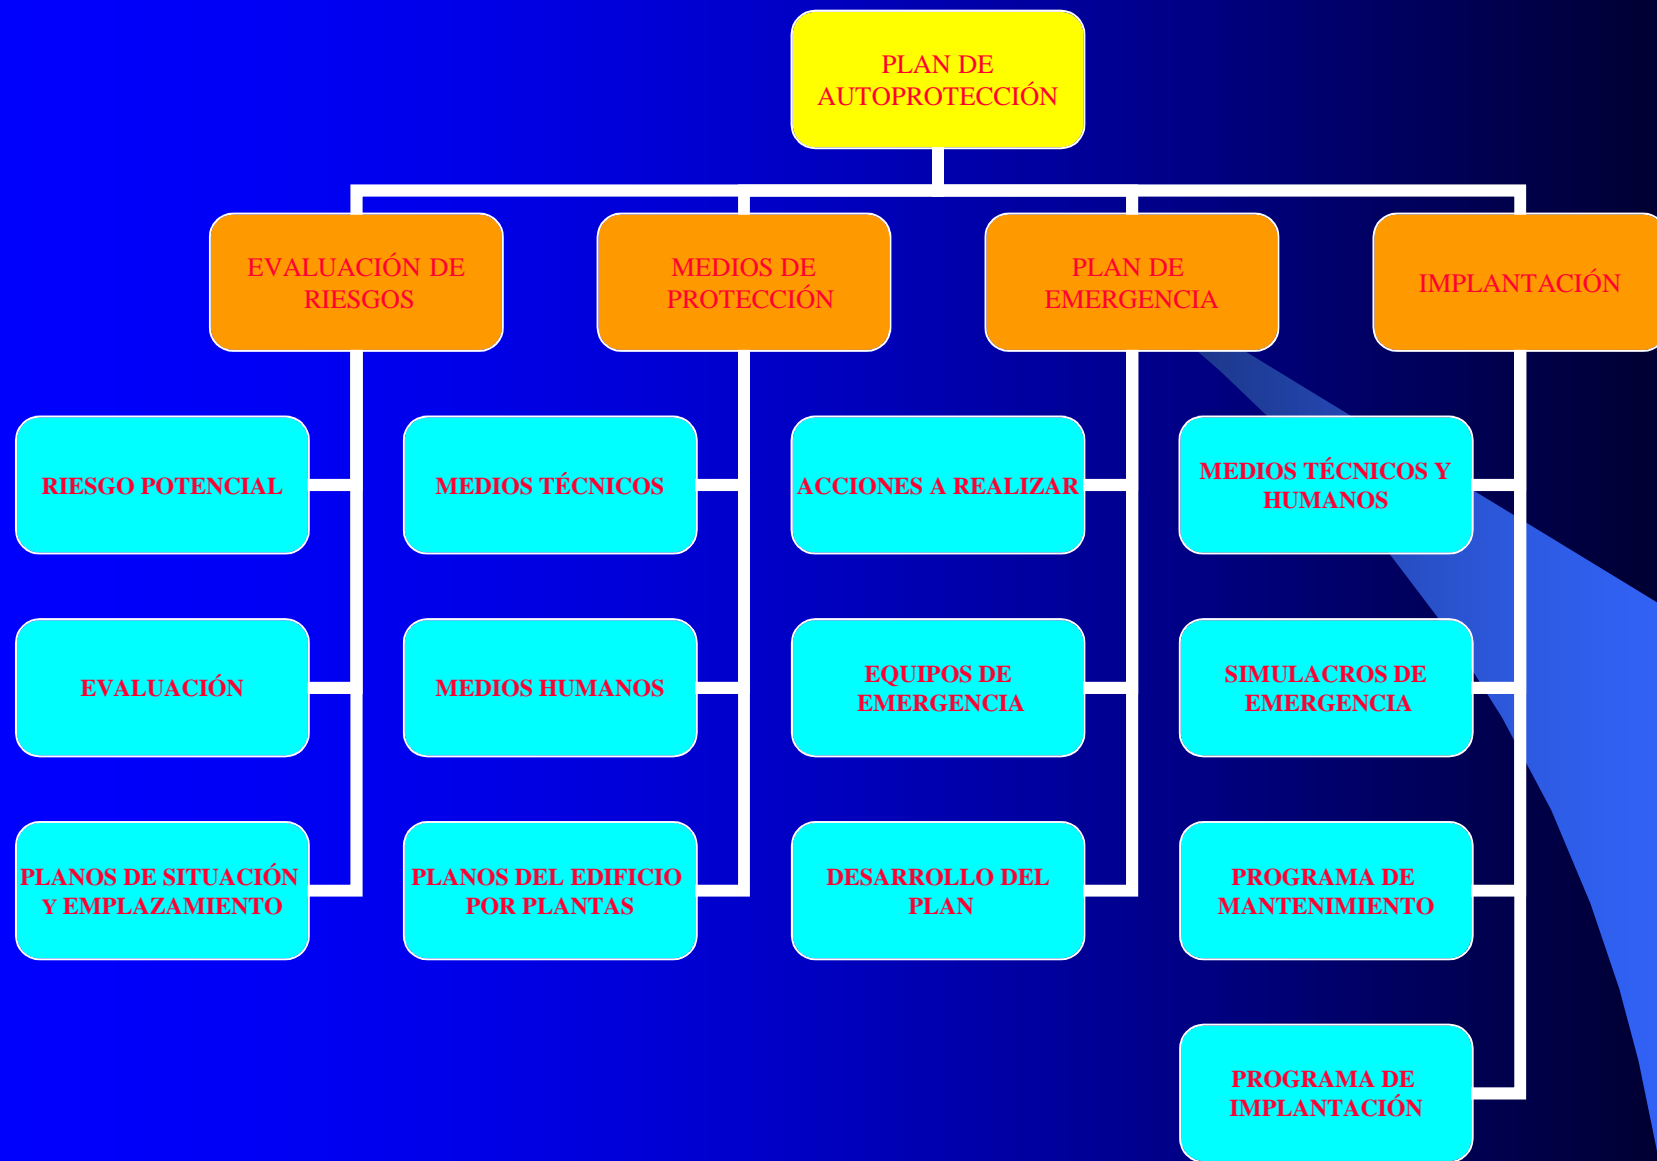 PLAN DE
AUTOPROTECCIÓN
EVALUACIÓN DE
RIESGOS
MEDIOS DE
PROTECCIÓN
PLAN DE
EMERGENCIA
IMPLANTACIÓN
RIESGO POTENCIAL
MEDIOS TÉCNICOS
ACCIONES A REALIZAR
MEDIOS TÉCNICOS Y
HUMANOS
EVALUACIÓN
MEDIOS HUMANOS
EQUIPOS DE
EMERGENCIA
SIMULACROS DE
EMERGENCIA
PLANOS DE SITUACIÓN
Y EMPLAZAMIENTO
PLANOS DEL EDIFICIO
POR PLANTAS
DESARROLLO DEL
PLAN
PROGRAMA DE
MANTENIMIENTO
PROGRAMA DE
IMPLANTACIÓN